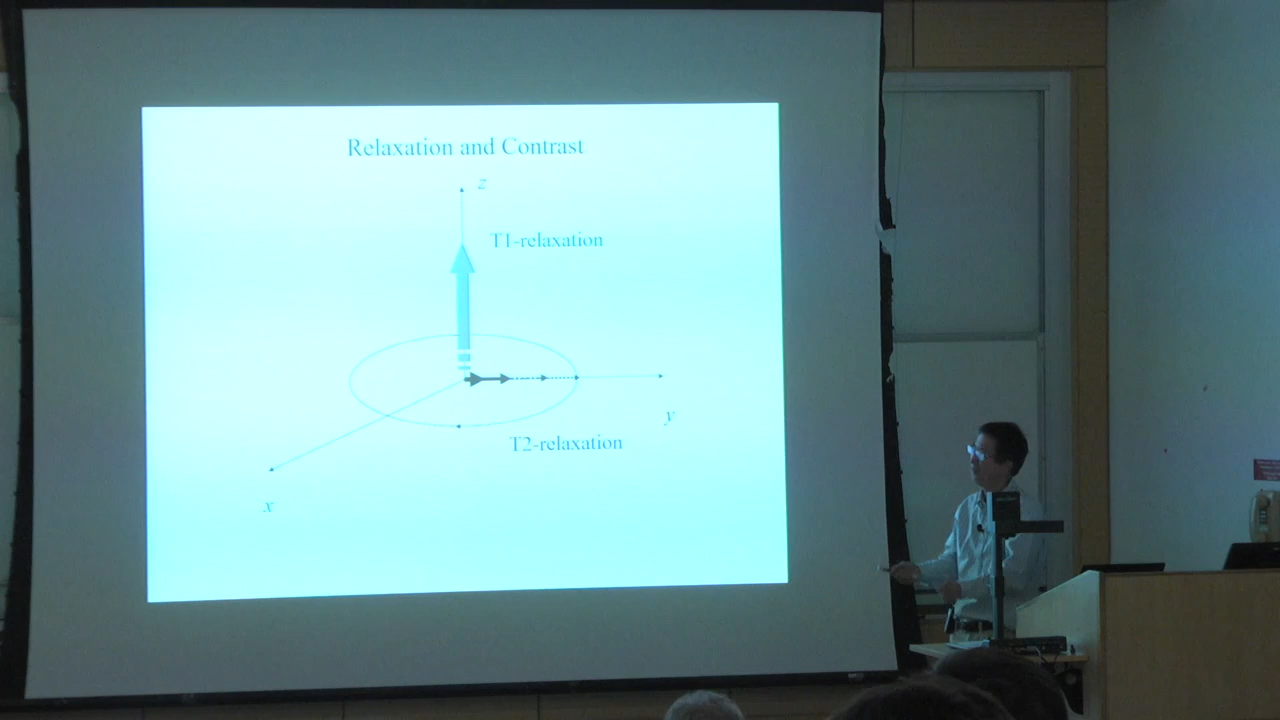 Relaxation and Contrast
z
T1-relaxation
y
T2-relaxation
x